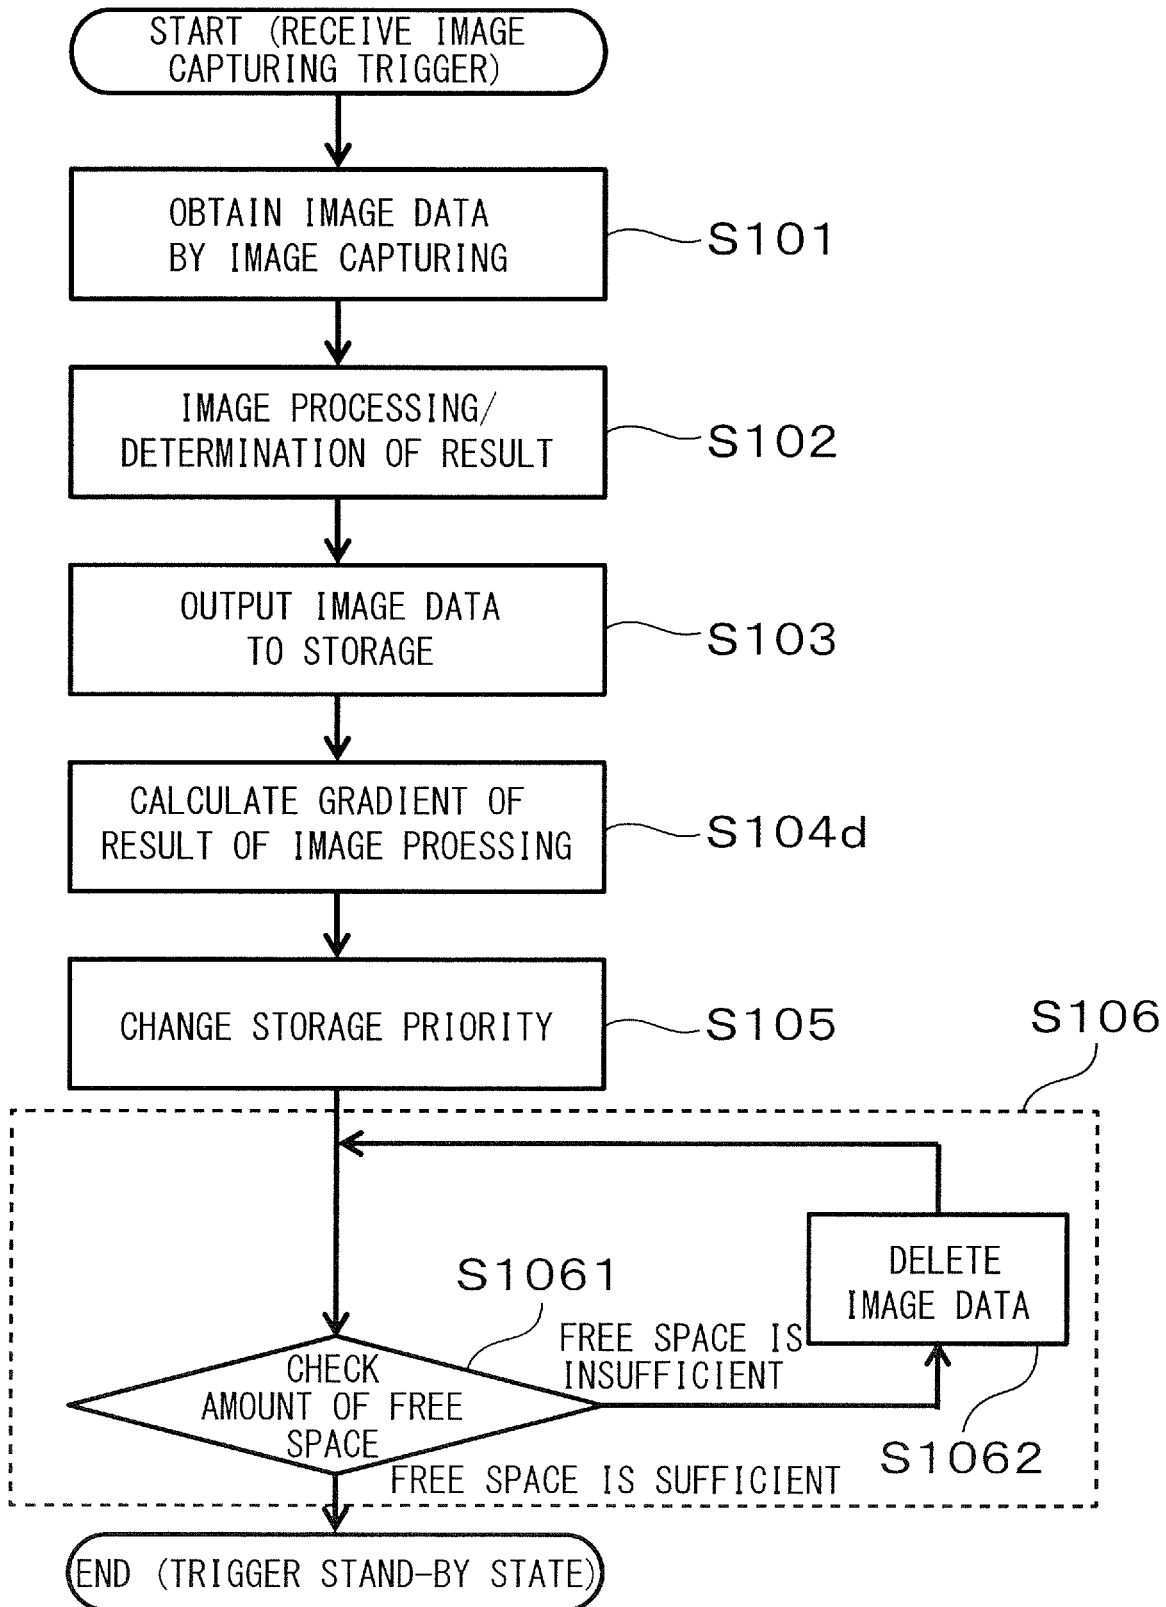 START (RECEIVE IMAGE
CAPTURING TRIGGER)
OBTAIN IMAGE DATA
BY IMAGE CAPTURING
S101
IMAGE PROCESSING/
DETERMINATION OF RESULT
S102
OUTPUT IMAGE DATA
TO STORAGE
S103
CALCULATE GRADIENT OF
RESULT OF IMAGE PROESSING
S104d
CHANGE STORAGE PRIORITY
S105
S106
DELETE
IMAGE DATA
S1061
FREE SPACE IS
INSUFFICIENT
CHECK
AMOUNT OF FREE
SPACE
S1062
FREE SPACE IS SUFFICIENT
END (TRIGGER STAND-BY STATE)